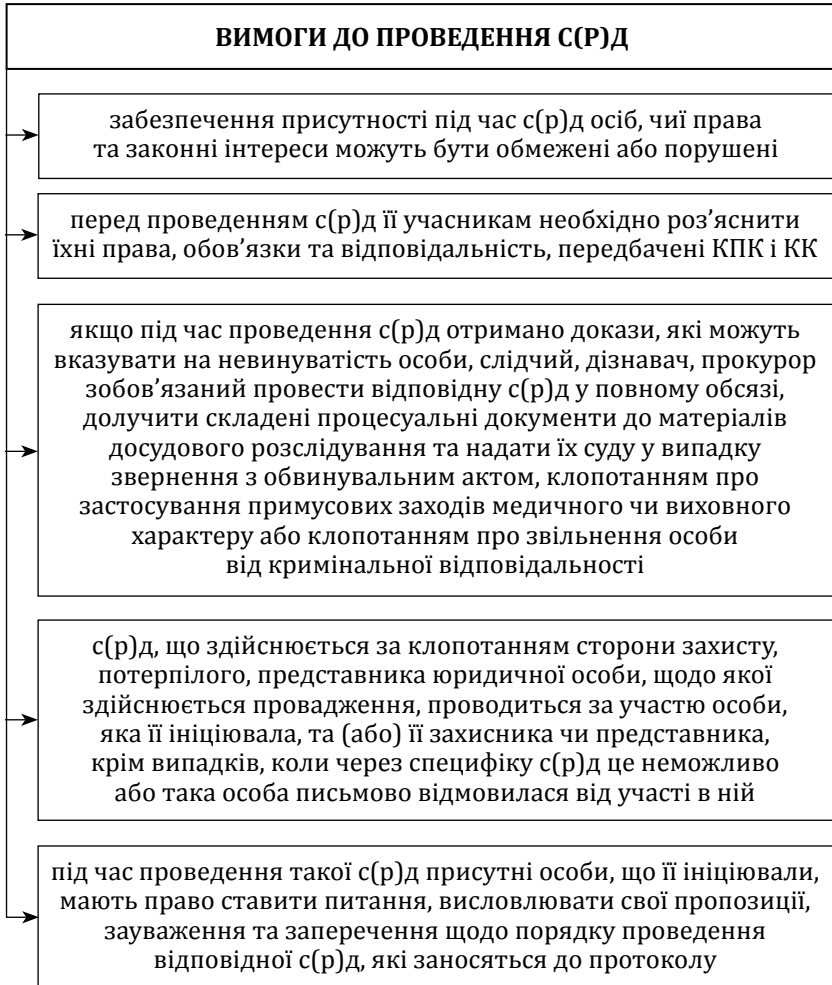 ВИМОГИ ДО ПРОВЕДЕННЯ С(Р)Д
забезпечення присутності під час с(р)д осіб, чиї права
та законні інтереси можуть бути обмежені або порушені
перед проведенням с(р)д її учасникам необхідно роз’яснити
їхні права, обов’язки та відповідальність, передбачені КПК і КК
якщо під час проведення с(р)д отримано докази, які можуть
вказувати на невинуватість особи, слідчий, дізнавач, прокурор
зобов’язаний провести відповідну с(р)д у повному обсязі,
долучити складені процесуальні документи до матеріалів
досудового розслідування та надати їх суду у випадку
звернення з обвинувальним актом, клопотанням про
застосування примусових заходів медичного чи виховного
характеру або клопотанням про звільнення особи
від кримінальної відповідальності
с(р)д, що здійснюється за клопотанням сторони захисту,
потерпілого, представника юридичної особи, щодо якої
здійснюється провадження, проводиться за участю особи,
яка її ініціювала, та (або) її захисника чи представника,
крім випадків, коли через специфіку с(р)д це неможливо
або така особа письмово відмовилася від участі в ній
під час проведення такої с(р)д присутні особи, що її ініціювали,
мають право ставити питання, висловлювати свої пропозиції,
зауваження та заперечення щодо порядку проведення
відповідної с(р)д, які заносяться до протоколу